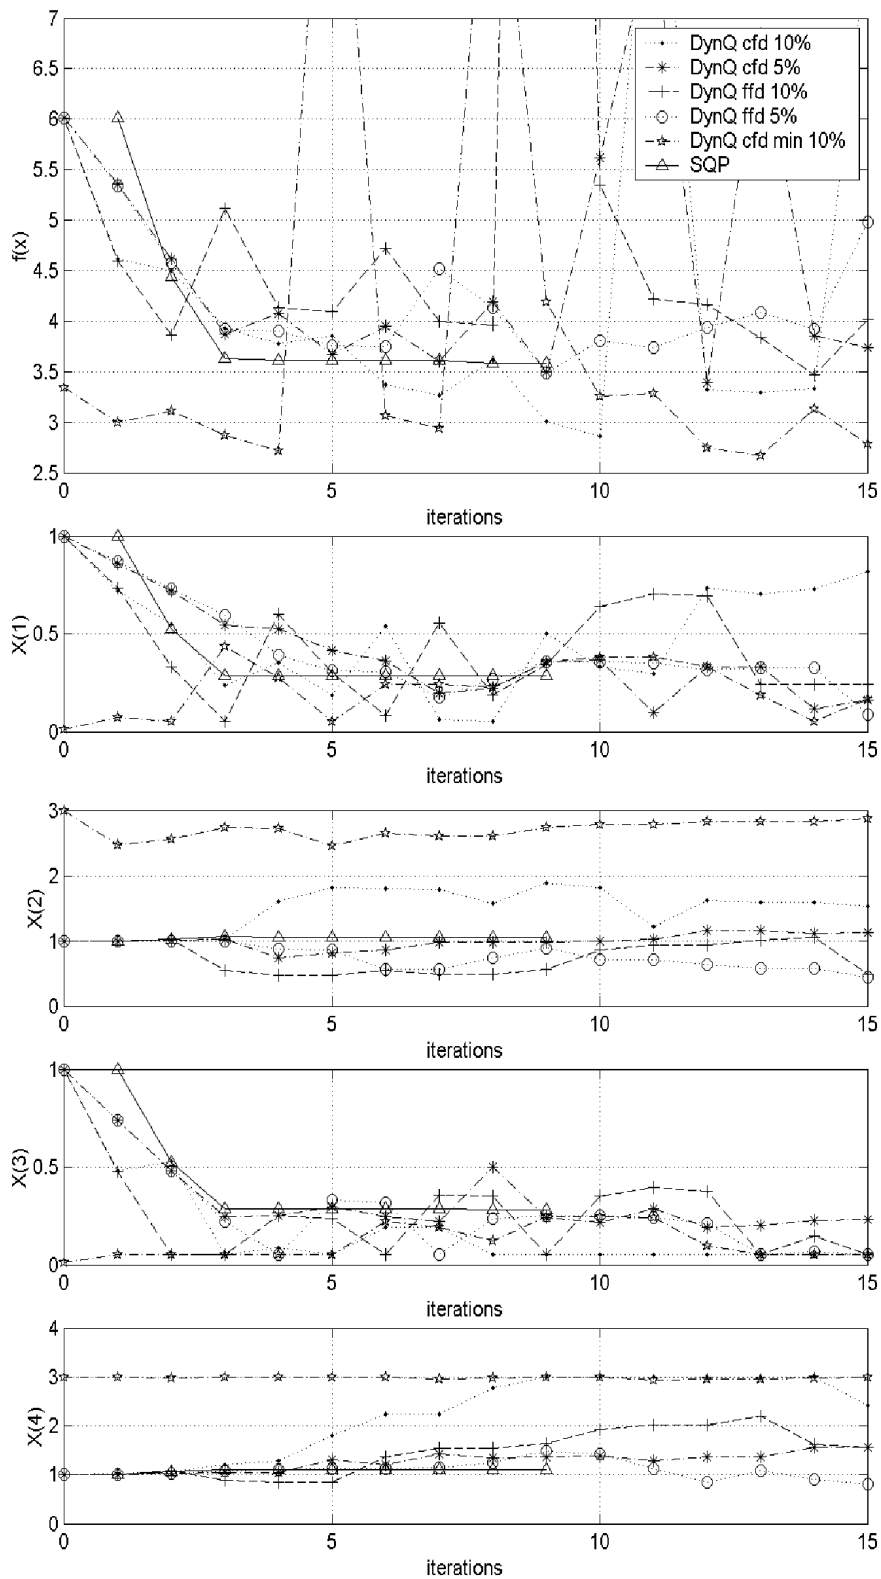 7
6.5
6
5.5
5
4.5
4
3.5
3
2.5
f(x)
DynQ cfd 10%
DynQ cfd 5%
DynQ ffd 10%
DynQ ffd 5%
DynQ cfd min 10%
SQP
0 5 10 15
iterations
1
0.5
0
X(1)
0 5 10 15
iterations
3
2
1
0
X(2)
0 5 10 15
iterations
1
0.5
0
X(3)
0 5 10 15
iterations
4
3
2
1
0
X(4)
0 5 10 15
iterations